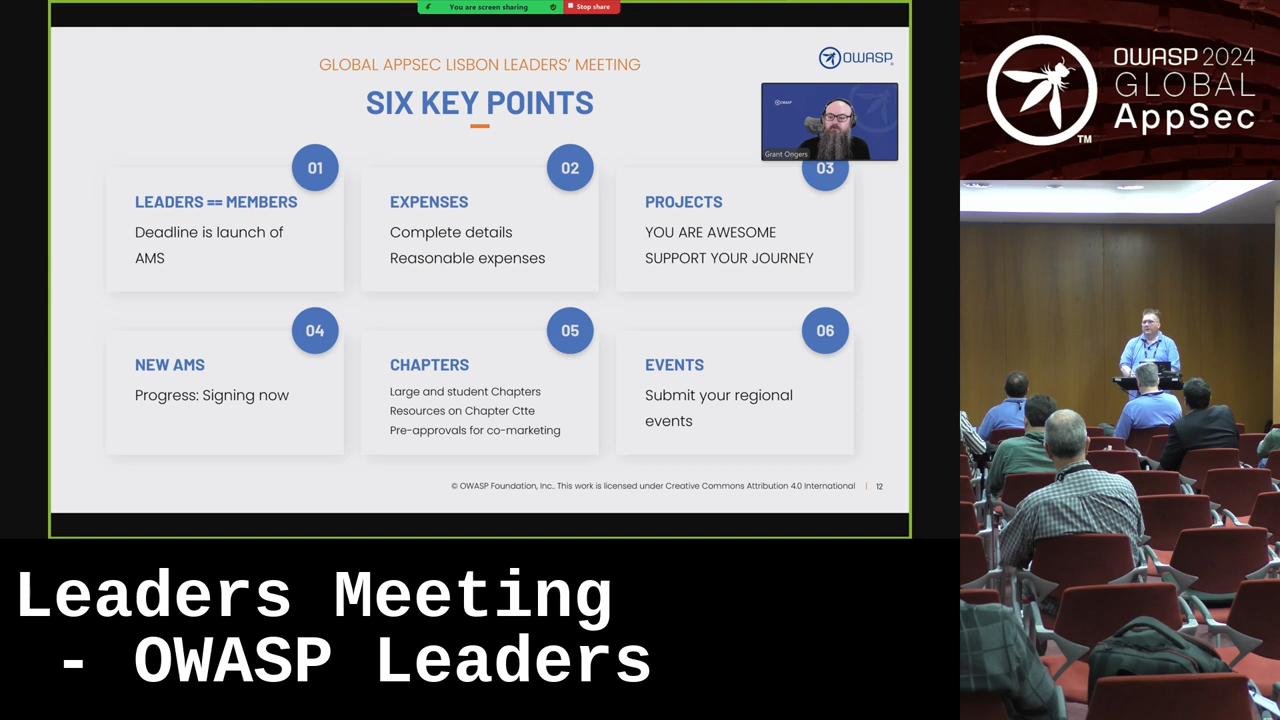 You are screen sharing
Stop share
GLOBAL APPSEC LISBON LEADERS' MEETING
OWASP
SIX KEY POINTS
OWASP
Grant Ongers
01
LEADERS == MEMBERS
Deadline is launch of
AMS
02
EXPENSES
Complete details
Reasonable expenses
03
PROJECTS
YOU ARE AWESOME
SUPPORT YOUR JOURNEY
04
NEW AMS
Progress: Signing now
05
CHAPTERS
Large and student Chapters
Resources on Chapter Ctte
Pre-approvals for co-marketing
06
EVENTS
Submit your regional
events
© OWASP Foundation, Inc.. This work is licensed under Creative Commons Attribution 4.0 International | 12
OWASP 2024
GLOBAL
AppSec
TM
Leaders Meeting
- OWASP Leaders